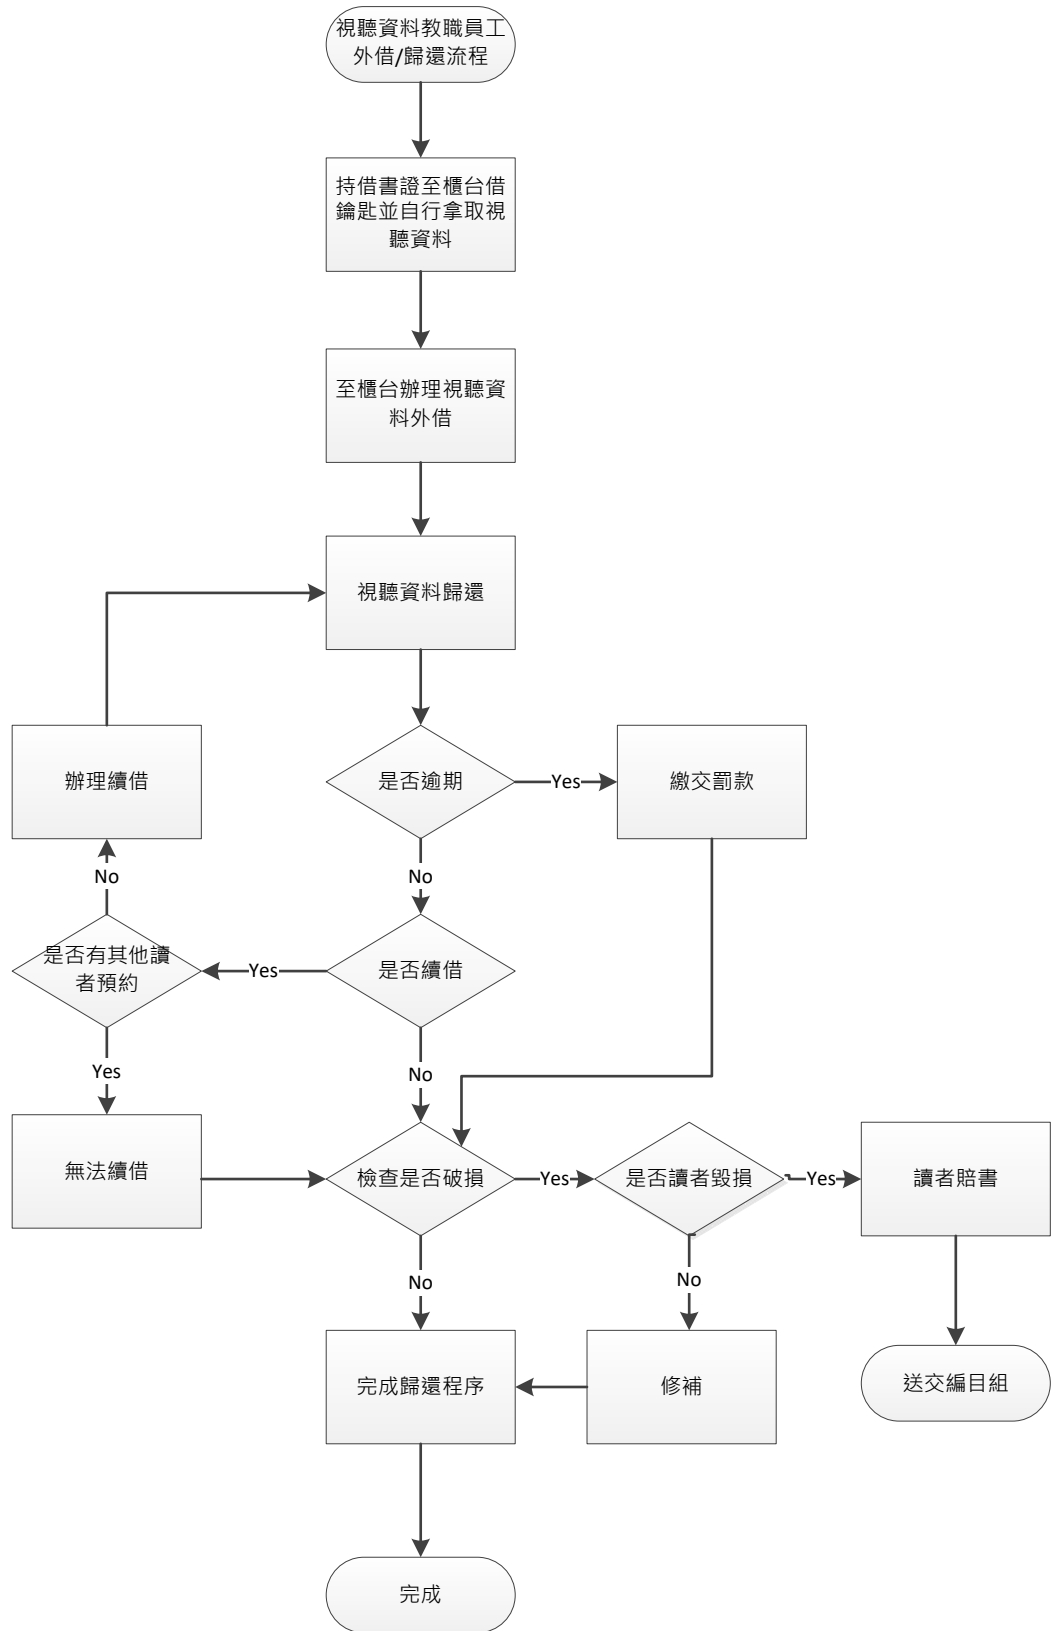 視聽資料教職員工
外借/歸還流程
持借書證至櫃台借
鑰匙並自行拿取視
聽資料
至櫃台辦理視聽資
料外借
視聽資料歸還
辦理續借
是否逾期
Yes
繳交罰款
No
No
是否有其他讀
者預約
Yes
是否續借
Yes
No
無法續借
檢查是否破損
Yes
是否讀者毀損
Yes
讀者賠書
No
No
完成歸還程序
修補
送交編目組
完成